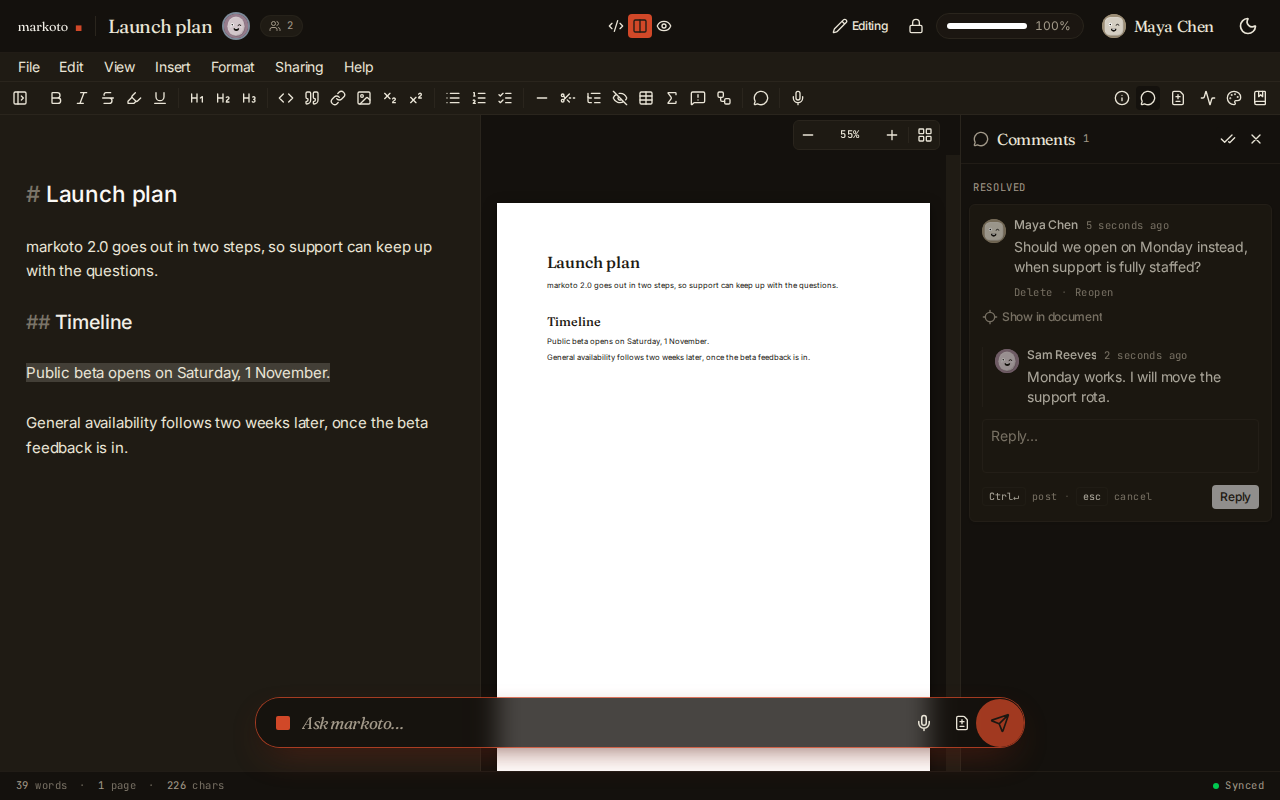 markoto
Launch plan
2
Editing
100%
Maya Chen
File Edit View Insert Format Sharing Help
H1 H2 H3
55%
# Launch plan
markoto 2.0 goes out in two steps, so support can keep up
with the questions.
## Timeline
Public beta opens on Saturday, 1 November.
General availability follows two weeks later, once the beta
feedback is in.
Launch plan
markoto 2.0 goes out in two steps, so support can keep up with the questions.
Timeline
Public beta opens on Saturday, 1 November.
General availability follows two weeks later, once the beta feedback is in.
Comments 1
RESOLVED
Maya Chen 5 seconds ago
Should we open on Monday instead,
when support is fully staffed?
Delete · Reopen
Show in document
Sam Reeves 2 seconds ago
Monday works. I will move the
support rota.
Reply...
Ctrl↵ post · esc cancel
Reply
Ask markoto...
39 words · 1 page · 226 chars
Synced